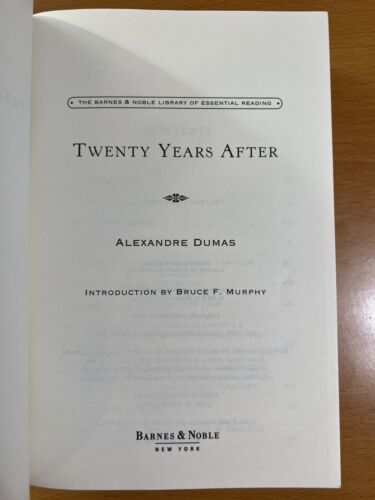 THE BARNES & NOBLE LIBRARY OF ESSENTIAL READING
TWENTY YEARS AFTER
ALEXANDRE DUMAS
INTRODUCTION BY BRUCE F. MURPHY
BARNES & NOBLE
NEW YORK